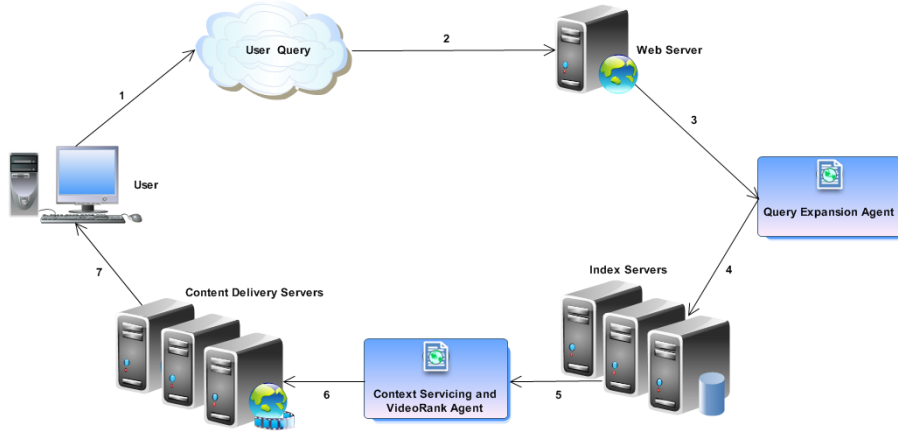 User Query
2
Web Server
1
3
User
Query Expansion Agent
4
Index Servers
7
Content Delivery Servers
Context Servicing and
VideoRank Agent
6
5